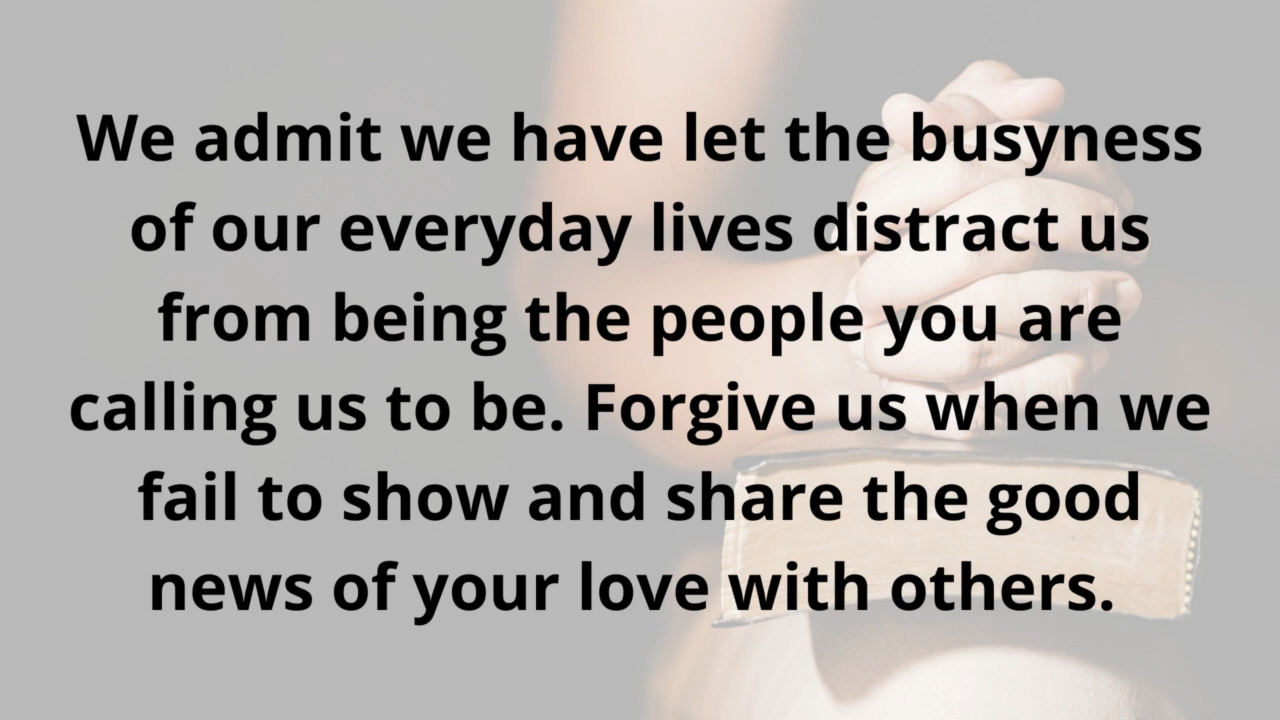 We admit we have let the busyness
of our everyday lives distract us
from being the people you are
calling us to be. Forgive us when we
fail to show and share the good
news of your love with others.